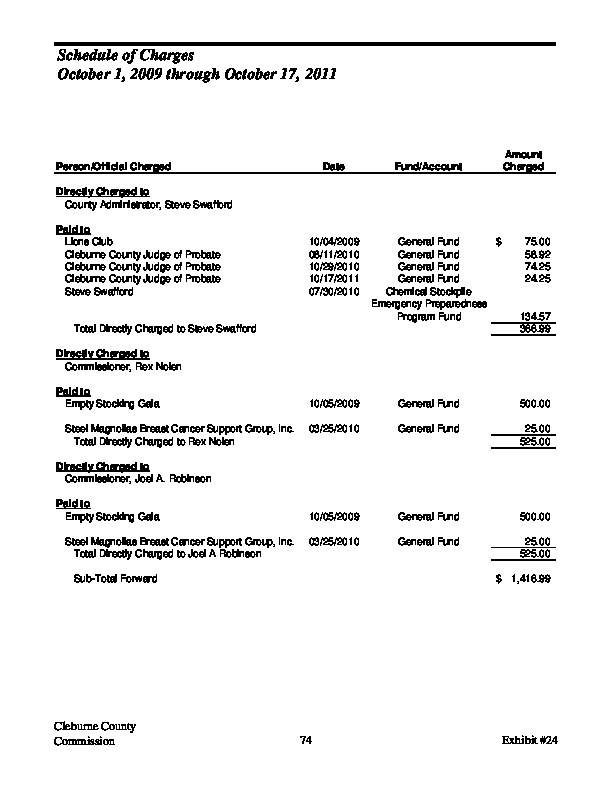 Schedule of Charges
October 1, 2009 through October 17, 2011
Amount
Person/Official Charged Date Fund/Account Charged
Directly Charged to
County Administrator, Steve Swafford
Paid to
Lions Club 10/04/2009 General Fund $ 75.00
Cleburne County Judge of Probate 08/11/2010 General Fund 58.92
Cleburne County Judge of Probate 10/29/2010 General Fund 74.25
Cleburne County Judge of Probate 10/17/2011 General Fund 24.25
Steve Swafford 07/30/2010 Chemical Stockpile
Emergency Preparedness
Program Fund 134.57
Total Directly Charged to Steve Swafford 366.99
Directly Charged to
Commissioner, Rex Nolen
Paid to
Empty Stocking Gala 10/05/2009 General Fund 500.00
Steel Magnolias Breast Cancer Support Group, Inc. 03/25/2010 General Fund 25.00
Total Directly Charged to Rex Nolen 525.00
Directly Charged to
Commissioner, Joel A. Robinson
Paid to
Empty Stocking Gala 10/05/2009 General Fund 500.00
Steel Magnolias Breast Cancer Support Group, Inc. 03/25/2010 General Fund 25.00
Total Directly Charged to Joel A Robinson 525.00
Sub-Total Forward $ 1,416.99
Cleburne County
Commission 74 Exhibit #24